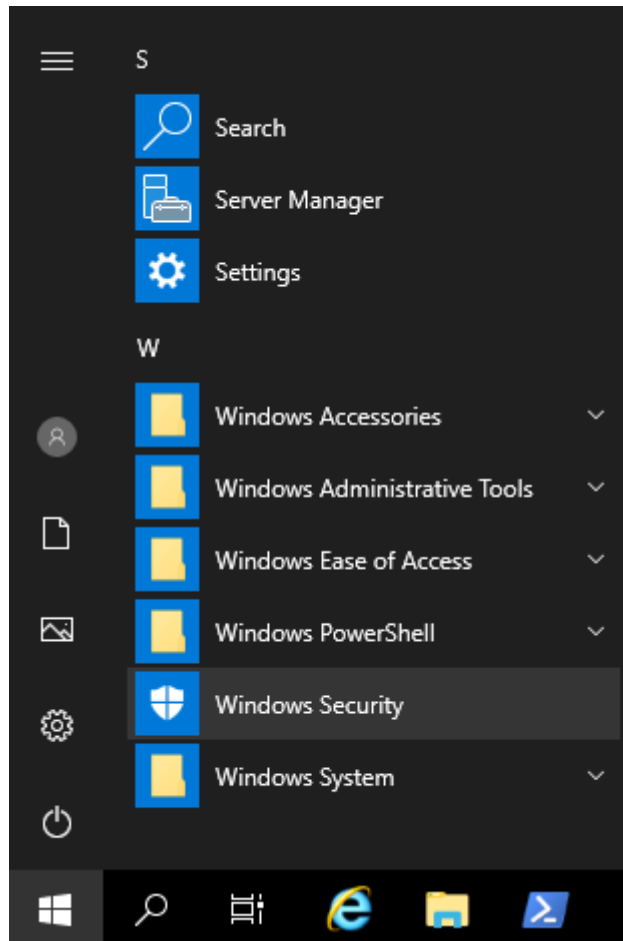 S
Search
Server Manager
Settings
W
Windows Accessories
Windows Administrative Tools
Windows Ease of Access
Windows PowerShell
Windows Security
Windows System